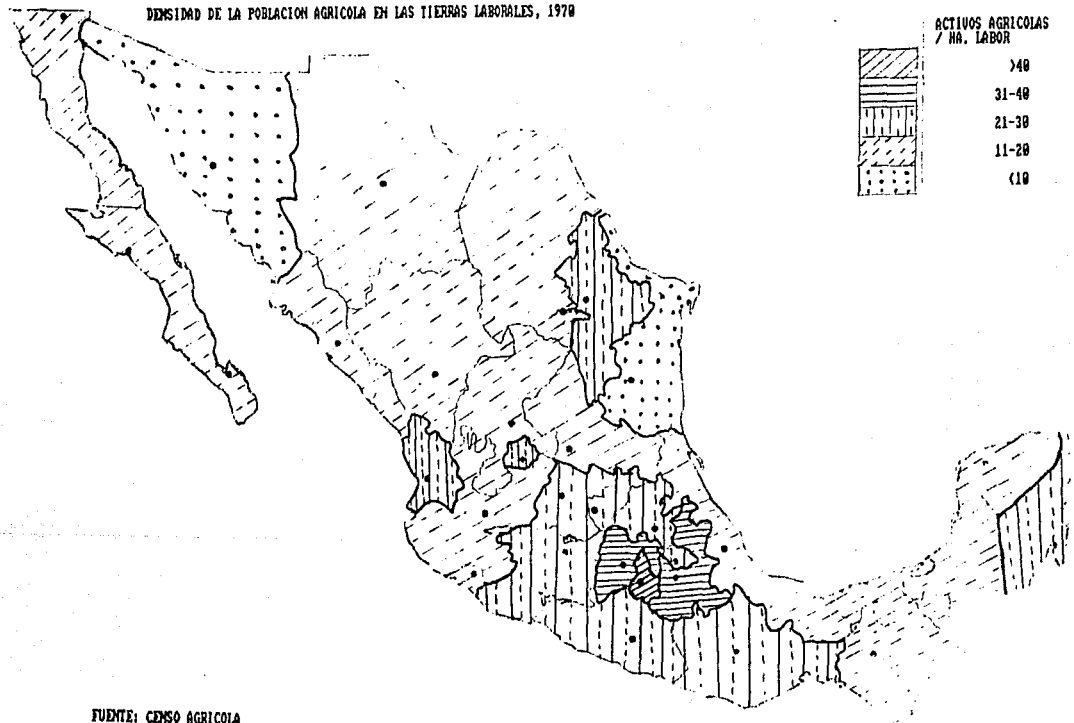 DENSIDAD DE LA POBLACION AGRICOLA EN LAS TIERRAS LABORALES, 1970
ACTIVOS AGRICOLAS
/ HA. LABOR
>40
31-40
21-30
11-20
<10
FUENTE: CENSO AGRICOLA